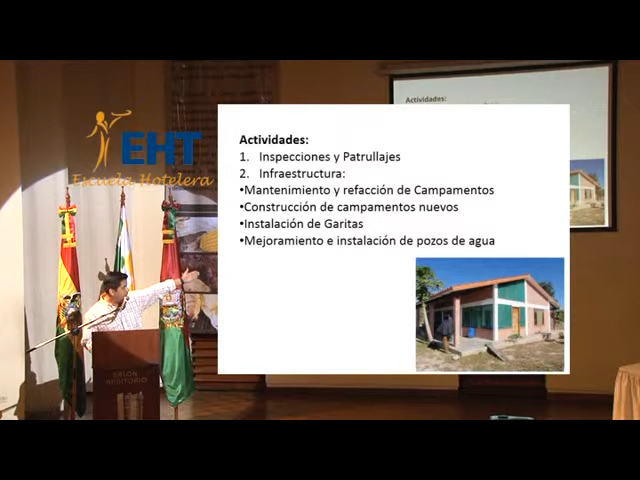 EHT
Escuela Hotelera
Actividades:
1. Inspecciones y Patrullajes
2. Infraestructura:
•Mantenimiento y refacción de Campamentos
•Construcción de campamentos nuevos
•Instalación de Garitas
•Mejoramiento e instalación de pozos de agua
Actividades:
SALON
AUDITORIO